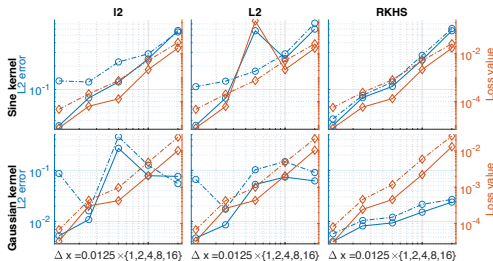 l2 L2 RKHS
Sine kernel
L2 error
10^-1
10^-2
10^-4
Loss value
Gaussian kernel
L2 error
10^-1
10^-2
10^-2
10^-3
10^-4
Loss value
Δ x =0.0125×{1,2,4,8,16} Δ x =0.0125×{1,2,4,8,16} Δ x =0.0125×{1,2,4,8,16}